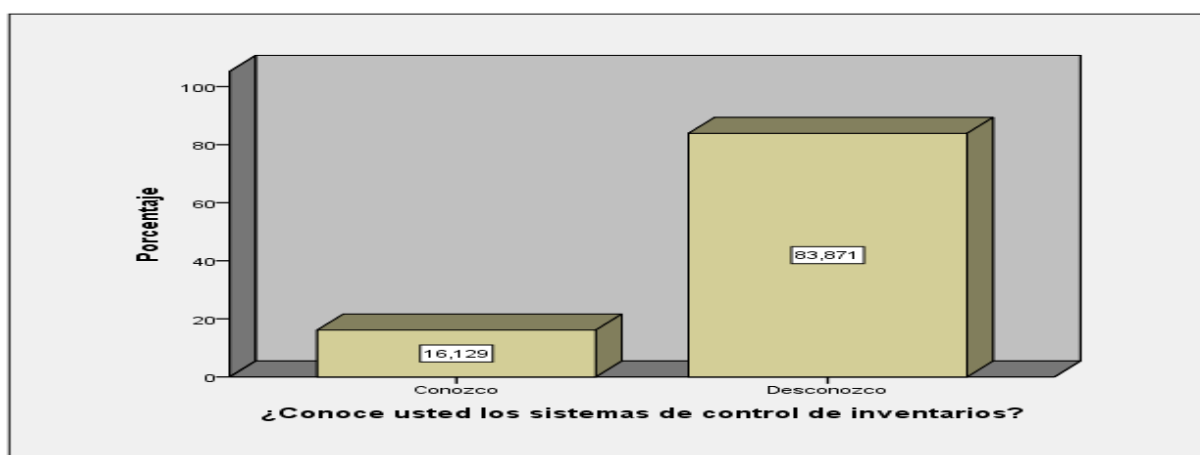 100
80
60
40
20
0
Porcentaje
16,129
83,871
Conozco
Desconozco
¿Conoce usted los sistemas de control de inventarios?